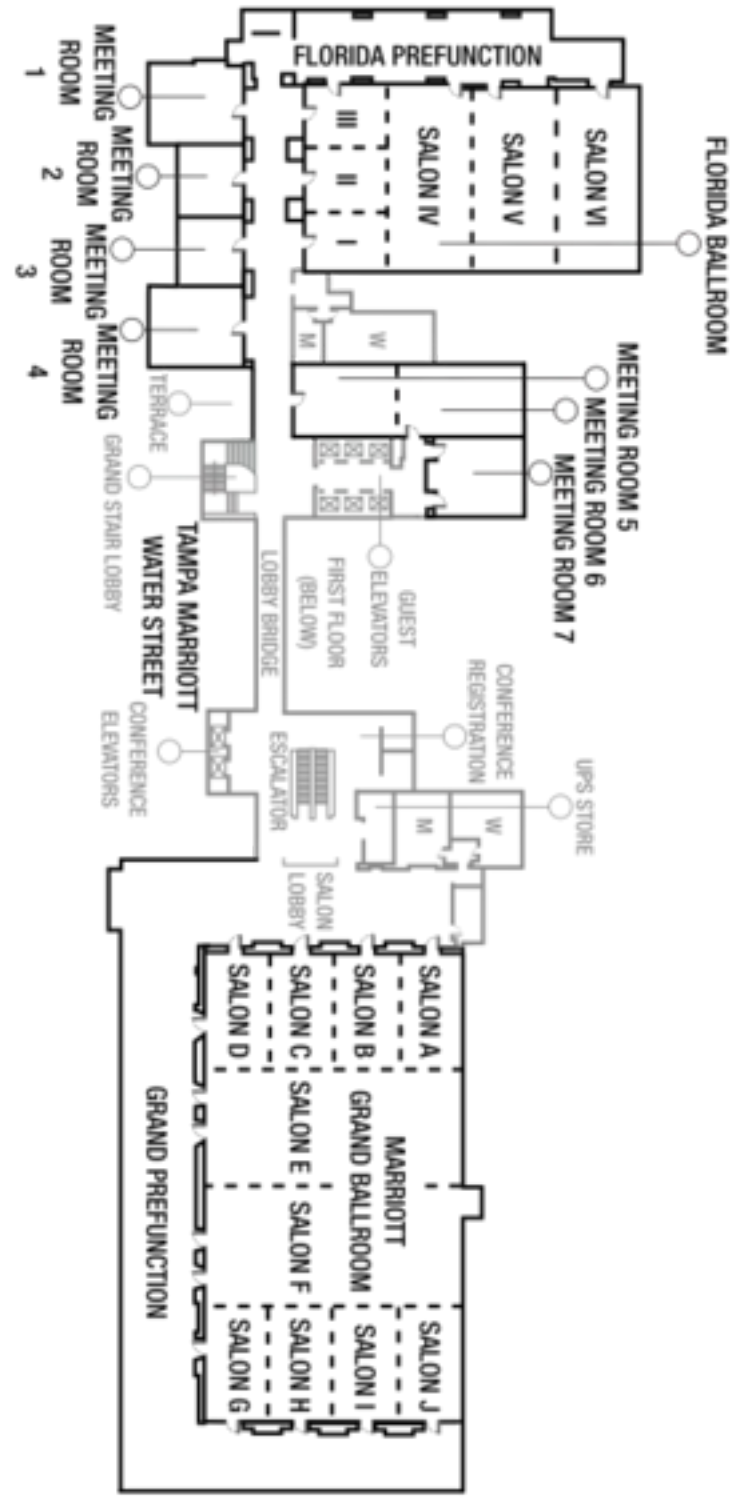 FLORIDA PREFUNCTION
MEETING
ROOM
1
MEETING
ROOM
2
MEETING
ROOM
3
MEETING
ROOM
4
III
II
I
SALON IV
SALON V
SALON VI
FLORIDA BALLROOM
M
W
MEETING ROOM 5
MEETING ROOM 6
MEETING ROOM 7
TERRACE
GRAND STAIR LOBBY
TAMPA MARRIOTT
WATER STREET
LOBBY BRIDGE
FIRST FLOOR
(BELOW)
GUEST
ELEVATORS
CONFERENCE
ELEVATORS
ESCALATOR
CONFERENCE
REGISTRATION
UPS STORE
M
W
SALON
LOBBY
SALON A
SALON B
SALON C
SALON D
MARRIOTT
GRAND BALLROOM
SALON E
SALON F
SALON G
SALON H
SALON I
SALON J
GRAND PREFUNCTION